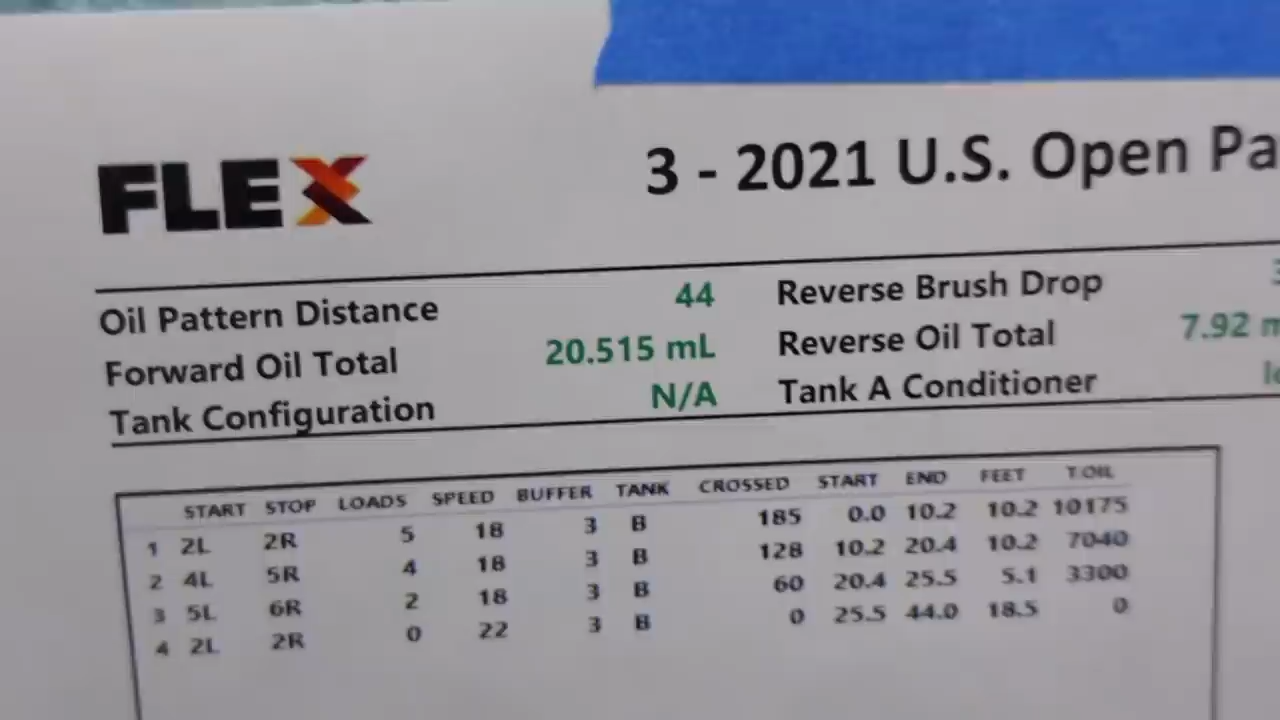 FLEX
3 - 2021 U.S. Open Pa
Oil Pattern Distance 44 Reverse Brush Drop
Forward Oil Total 20.515 mL Reverse Oil Total 7.92 m
Tank Configuration N/A Tank A Conditioner
START STOP LOADS SPEED BUFFER TANK CROSSED START END FEET T.OIL
1 2L 2R 5 18 3 B 185 0.0 10.2 10.2 10175
2 4L 5R 4 18 3 B 128 10.2 20.4 10.2 7040
3 5L 6R 2 18 3 B 60 20.4 25.5 5.1 3300
4 2L 2R 0 22 3 B 0 25.5 44.0 18.5 0